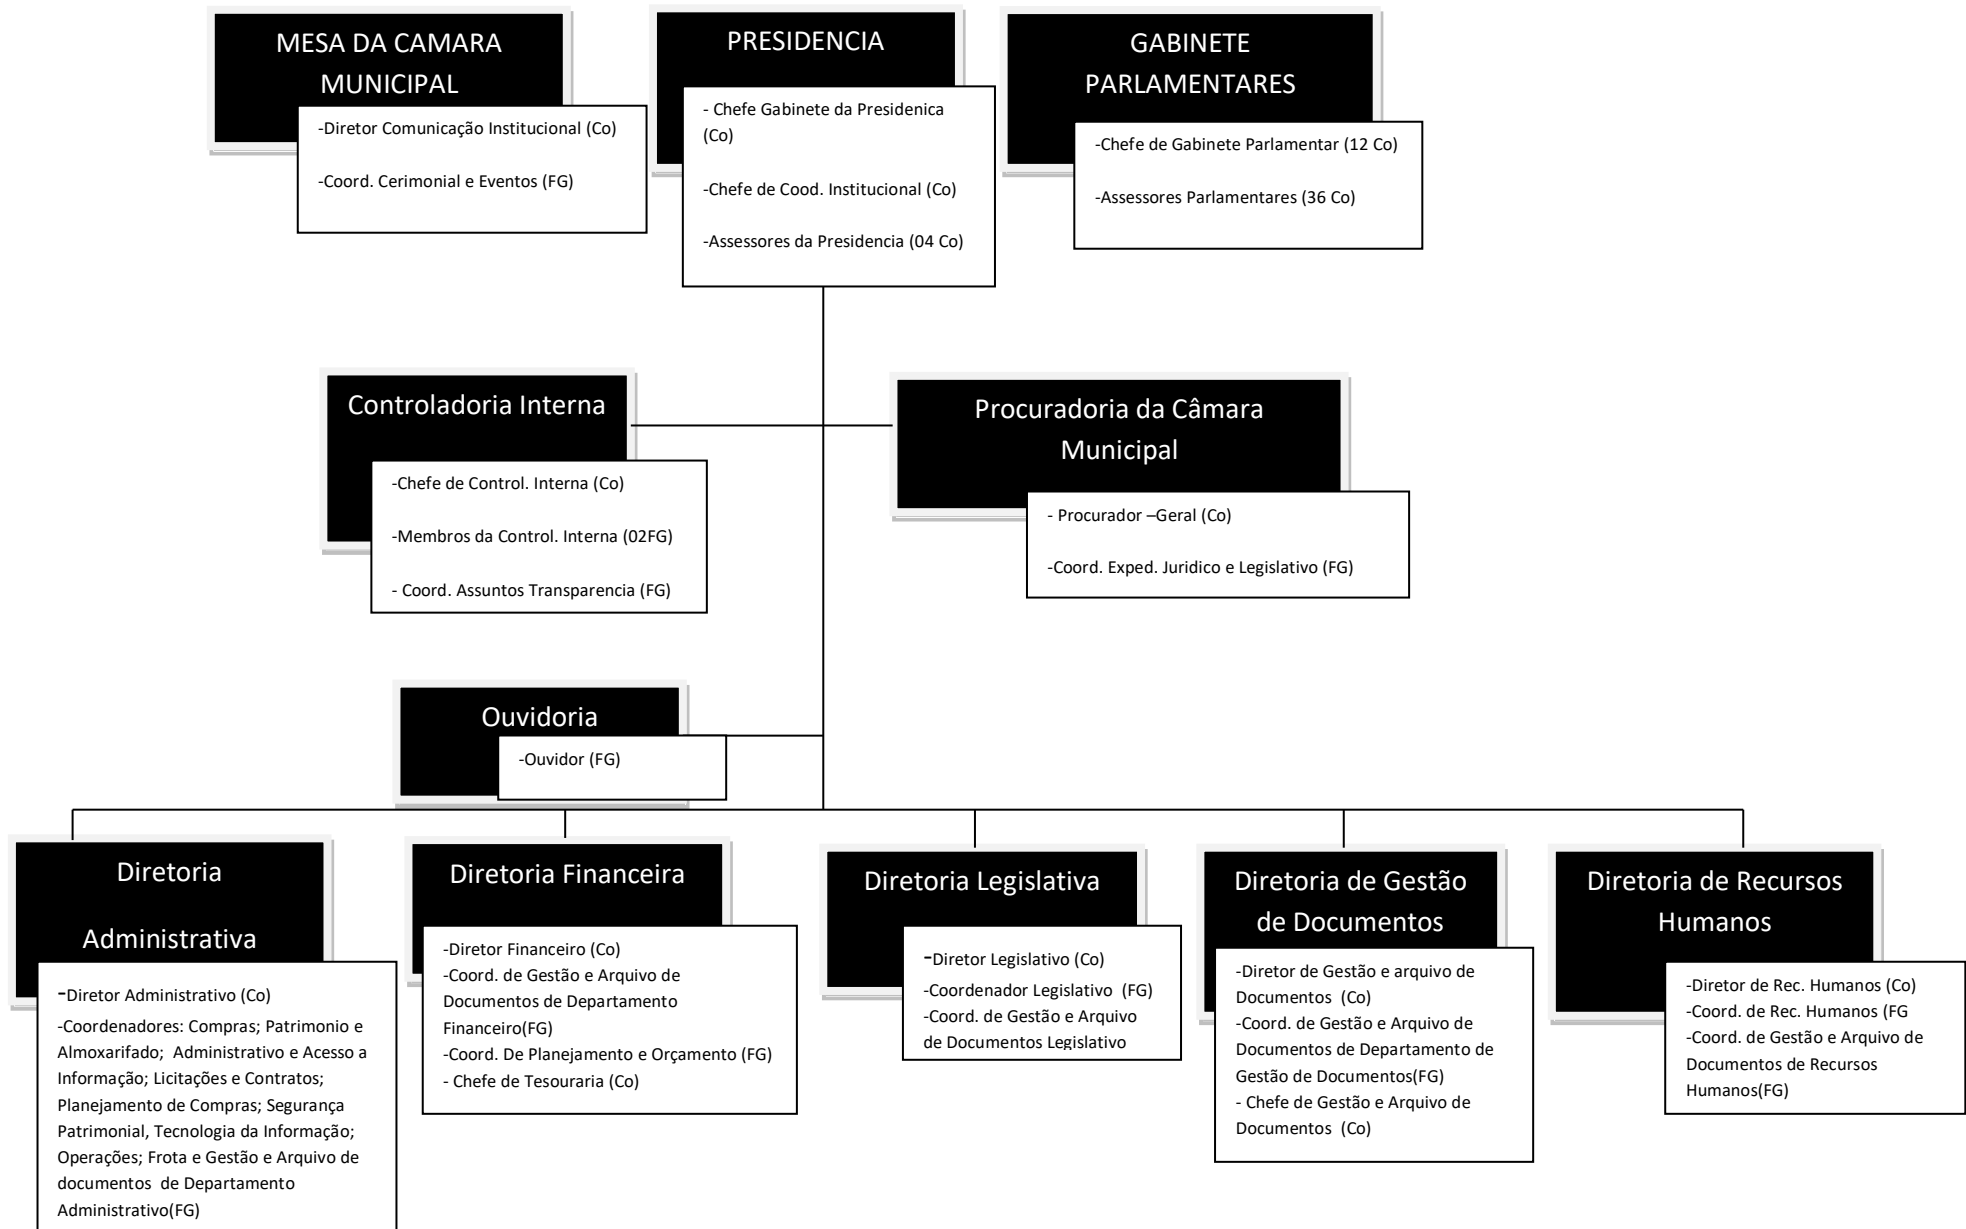 MESA DA CAMARA
MUNICIPAL
-Diretor Comunicação Institucional (Co)
-Coord. Cerimonial e Eventos (FG)
PRESIDENCIA
- Chefe Gabinete da Presidenica
(Co)
-Chefe de Cood. Institucional (Co)
-Assessores da Presidencia (04 Co)
GABINETE
PARLAMENTARES
-Chefe de Gabinete Parlamentar (12 Co)
-Assessores Parlamentares (36 Co)
Controladoria Interna
-Chefe de Control. Interna (Co)
-Membros da Control. Interna (02FG)
- Coord. Assuntos Transparencia (FG)
Procuradoria da Câmara
Municipal
- Procurador –Geral (Co)
-Coord. Exped. Juridico e Legislativo (FG)
Ouvidoria
-Ouvidor (FG)
Diretoria
Administrativa
-Diretor Administrativo (Co)
-Coordenadores: Compras; Patrimonio e
Almoxarifado;  Administrativo e Acesso a
Informação; Licitações e Contratos;
Planejamento de Compras; Segurança
Patrimonial, Tecnologia da Informação;
Operações; Frota e Gestão e Arquivo de
documentos  de Departamento
Administrativo(FG)
Diretoria Financeira
-Diretor Financeiro (Co)
-Coord. de Gestão e Arquivo de
Documentos de Departamento
Financeiro(FG)
-Coord. De Planejamento e Orçamento (FG)
- Chefe de Tesouraria (Co)
Diretoria Legislativa
-Diretor Legislativo (Co)
-Coordenador Legislativo  (FG)
-Coord. de Gestão e Arquivo
de Documentos Legislativo
Diretoria de Gestão
de Documentos
-Diretor de Gestão e arquivo de
Documentos  (Co)
-Coord. de Gestão e Arquivo de
Documentos de Departamento de
Gestão de Documentos(FG)
- Chefe de Gestão e Arquivo de
Documentos  (Co)
Diretoria de Recursos
Humanos
-Diretor de Rec. Humanos (Co)
-Coord. de Rec. Humanos (FG
-Coord. de Gestão e Arquivo de
Documentos de Recursos
Humanos(FG)